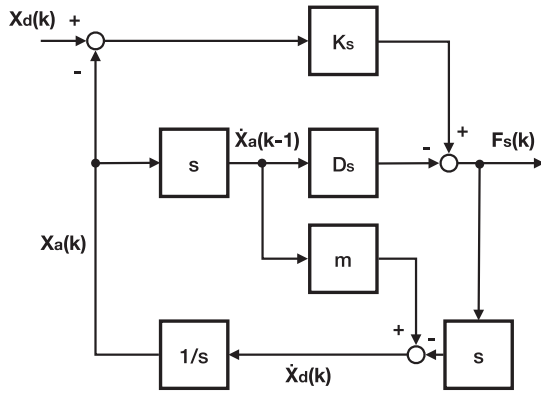 Xd(k) +
-
Ks
+
s
Ẋa(k-1)
Ds
-
Fs(k)
Xa(k)
m
+
-
1/s
Ẋd(k)
s